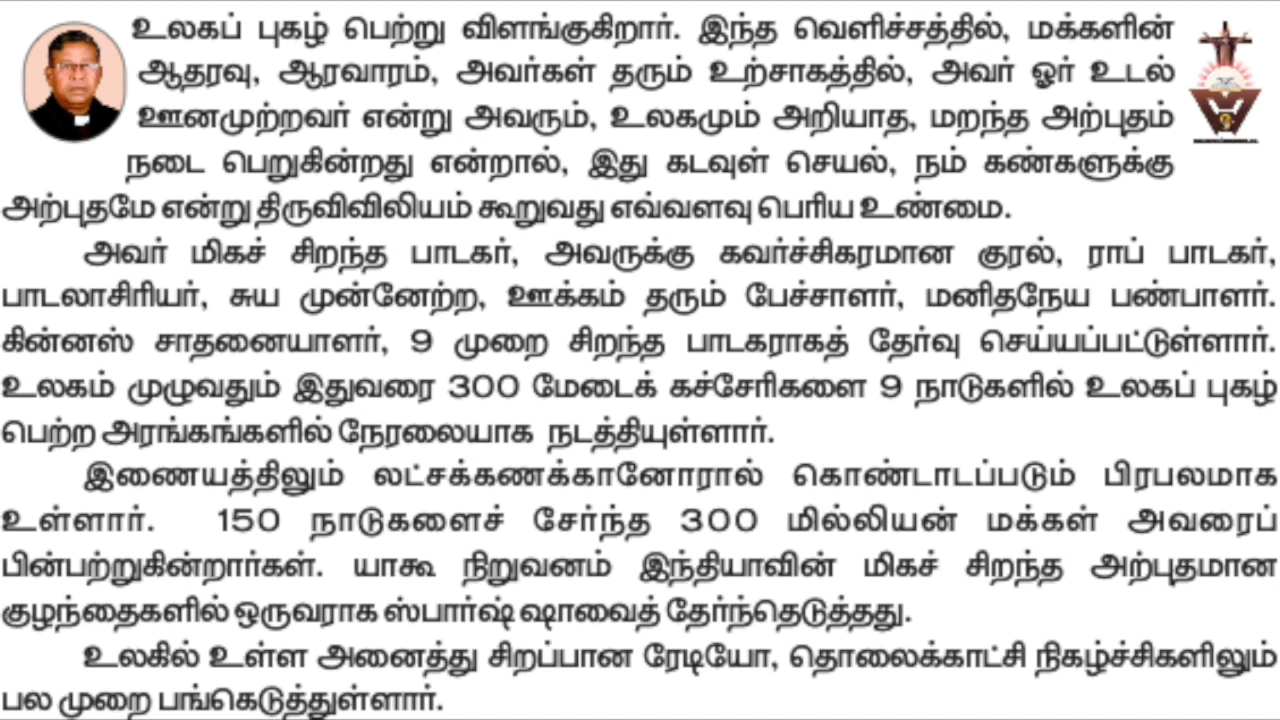 உலகப் புகழ் பெற்று விளங்குகிறார். இந்த வெளிச்சத்தில், மக்களின்
ஆதரவு, ஆரவாரம், அவர்கள் தரும் உற்சாகத்தில், அவர் ஓர் உடல்
ஊனமுற்றவர் என்று அவரும், உலகமும் அறியாத, மறந்த அற்புதம்
நடை பெறுகின்றது என்றால், இது கடவுள் செயல், நம் கண்களுக்கு
அற்புதமே என்று திருவிவிலியம் கூறுவது எவ்வளவு பெரிய உண்மை.
அவர் மிகச் சிறந்த பாடகர், அவருக்கு கவர்ச்சிகரமான குரல், ராப் பாடகர்,
பாடலாசிரியர், சுய முன்னேற்ற, ஊக்கம் தரும் பேச்சாளர், மனிதநேய பண்பாளர்.
கின்னஸ் சாதனையாளர், 9 முறை சிறந்த பாடகராகத் தேர்வு செய்யப்பட்டுள்ளார்.
உலகம் முழுவதும் இதுவரை 300 மேடைக் கச்சேரிகளை 9 நாடுகளில் உலகப் புகழ்
பெற்ற அரங்கங்களில் நேரலையாக நடத்தியுள்ளார்.
இணையத்திலும் லட்சக்கணக்கானோரால் கொண்டாடப்படும் பிரபலமாக
உள்ளார். 150 நாடுகளைச் சேர்ந்த 300 மில்லியன் மக்கள் அவரைப்
பின்பற்றுகின்றார்கள். யாகூ நிறுவனம் இந்தியாவின் மிகச் சிறந்த அற்புதமான
குழந்தைகளில் ஒருவராக ஸ்பார்ஷ் ஷாவைத் தேர்ந்தெடுத்தது.
உலகில் உள்ள அனைத்து சிறப்பான ரேடியோ, தொலைக்காட்சி நிகழ்ச்சிகளிலும்
பல முறை பங்கெடுத்துள்ளார்.